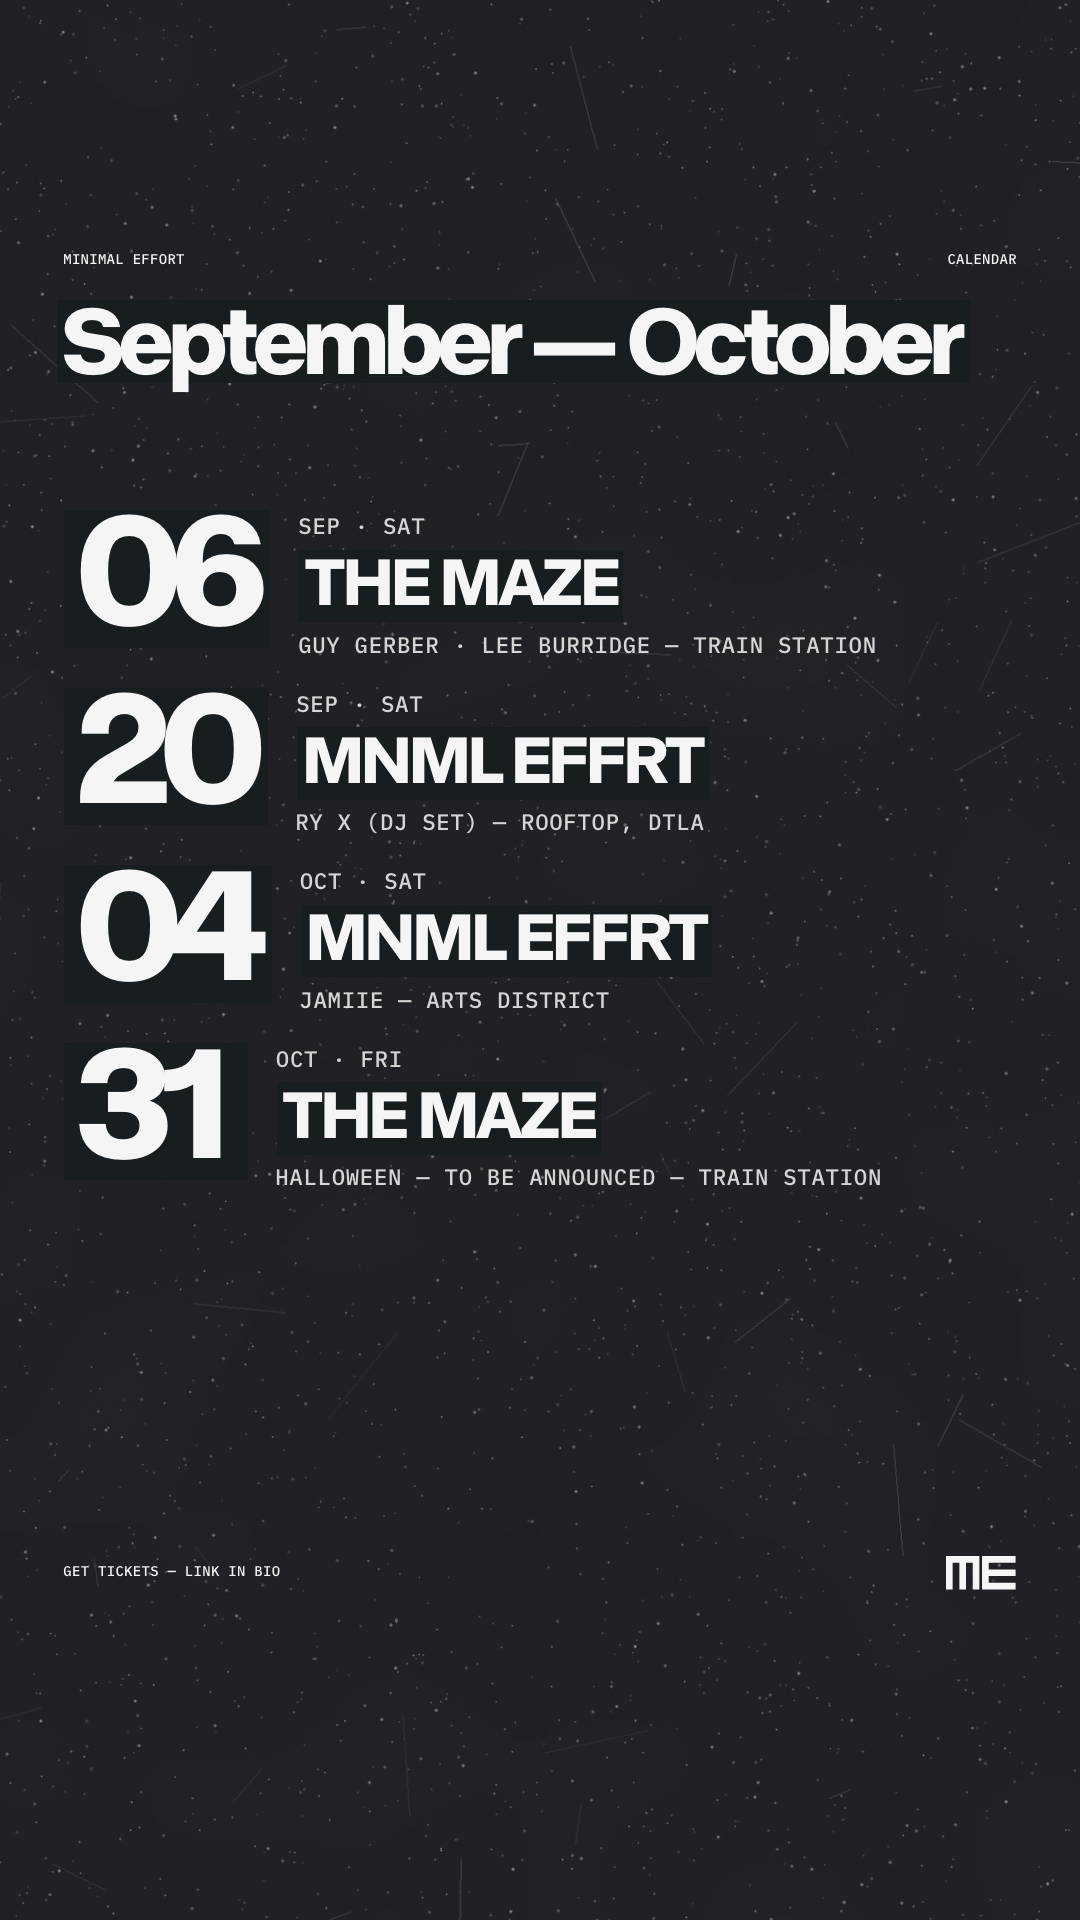 MINIMAL EFFORT
CALENDAR
September — October
06
SEP · SAT
THE MAZE
GUY GERBER · LEE BURRIDGE — TRAIN STATION
20
SEP · SAT
MNML EFFRT
RY X (DJ SET) — ROOFTOP, DTLA
04
OCT · SAT
MNML EFFRT
JAMIIE — ARTS DISTRICT
31
OCT · FRI
THE MAZE
HALLOWEEN — TO BE ANNOUNCED — TRAIN STATION
GET TICKETS — LINK IN BIO
ME